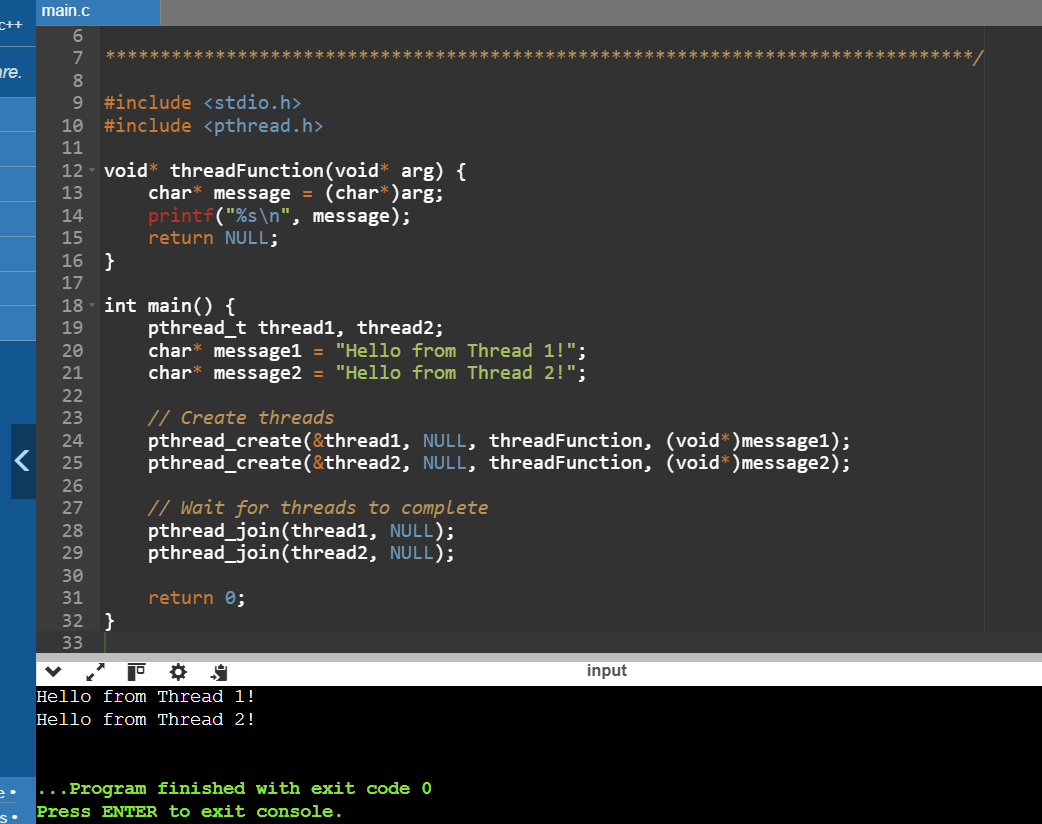 main.c
c++
re.
6
7 *******************************************************************************/
8
9 #include <stdio.h>
10 #include <pthread.h>
11
12 void* threadFunction(void* arg) {
13     char* message = (char*)arg;
14     printf("%s\n", message);
15     return NULL;
16 }
17
18 int main() {
19     pthread_t thread1, thread2;
20     char* message1 = "Hello from Thread 1!";
21     char* message2 = "Hello from Thread 2!";
22
23     // Create threads
24     pthread_create(&thread1, NULL, threadFunction, (void*)message1);
25     pthread_create(&thread2, NULL, threadFunction, (void*)message2);
26
27     // Wait for threads to complete
28     pthread_join(thread1, NULL);
29     pthread_join(thread2, NULL);
30
31     return 0;
32 }
33
input
Hello from Thread 1!
Hello from Thread 2!
...Program finished with exit code 0
Press ENTER to exit console.
e •
s •